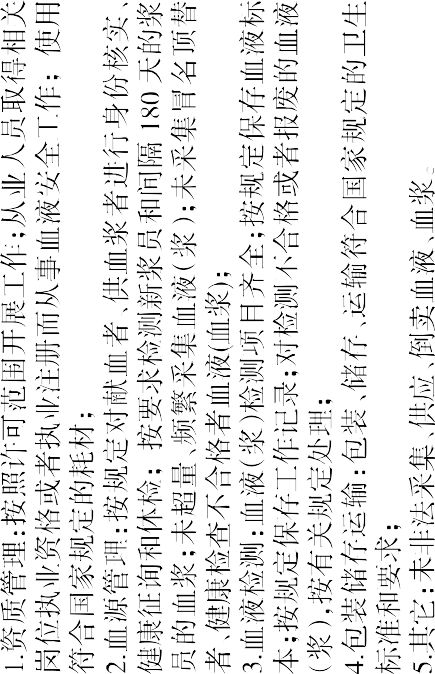 1.资质管理:按照许可范围开展工作;从业人员取得相关
岗位执业资格或者执业注册而从事血液安全工作; 使用
符合国家规定的耗材;
2.血源管理:按规定对献血者、供血浆者进行身份核实、
健康征询和体检; 按要求检测新浆员和间隔 180 天的浆
员的血浆;未超量、频繁采集血液(浆);未采集冒名顶替
者、健康检查不合格者血液(血浆);
3.血液检测:血液(浆)检测项目齐全;按规定保存血液标
本;按规定保存工作记录;对检测不合格或者报废的血液
(浆),按有关规定处理;
4.包装储存运输:包装、储存、运输符合国家规定的卫生
标准和要求;
5.其它:未非法采集、供应、倒卖血液、血浆。